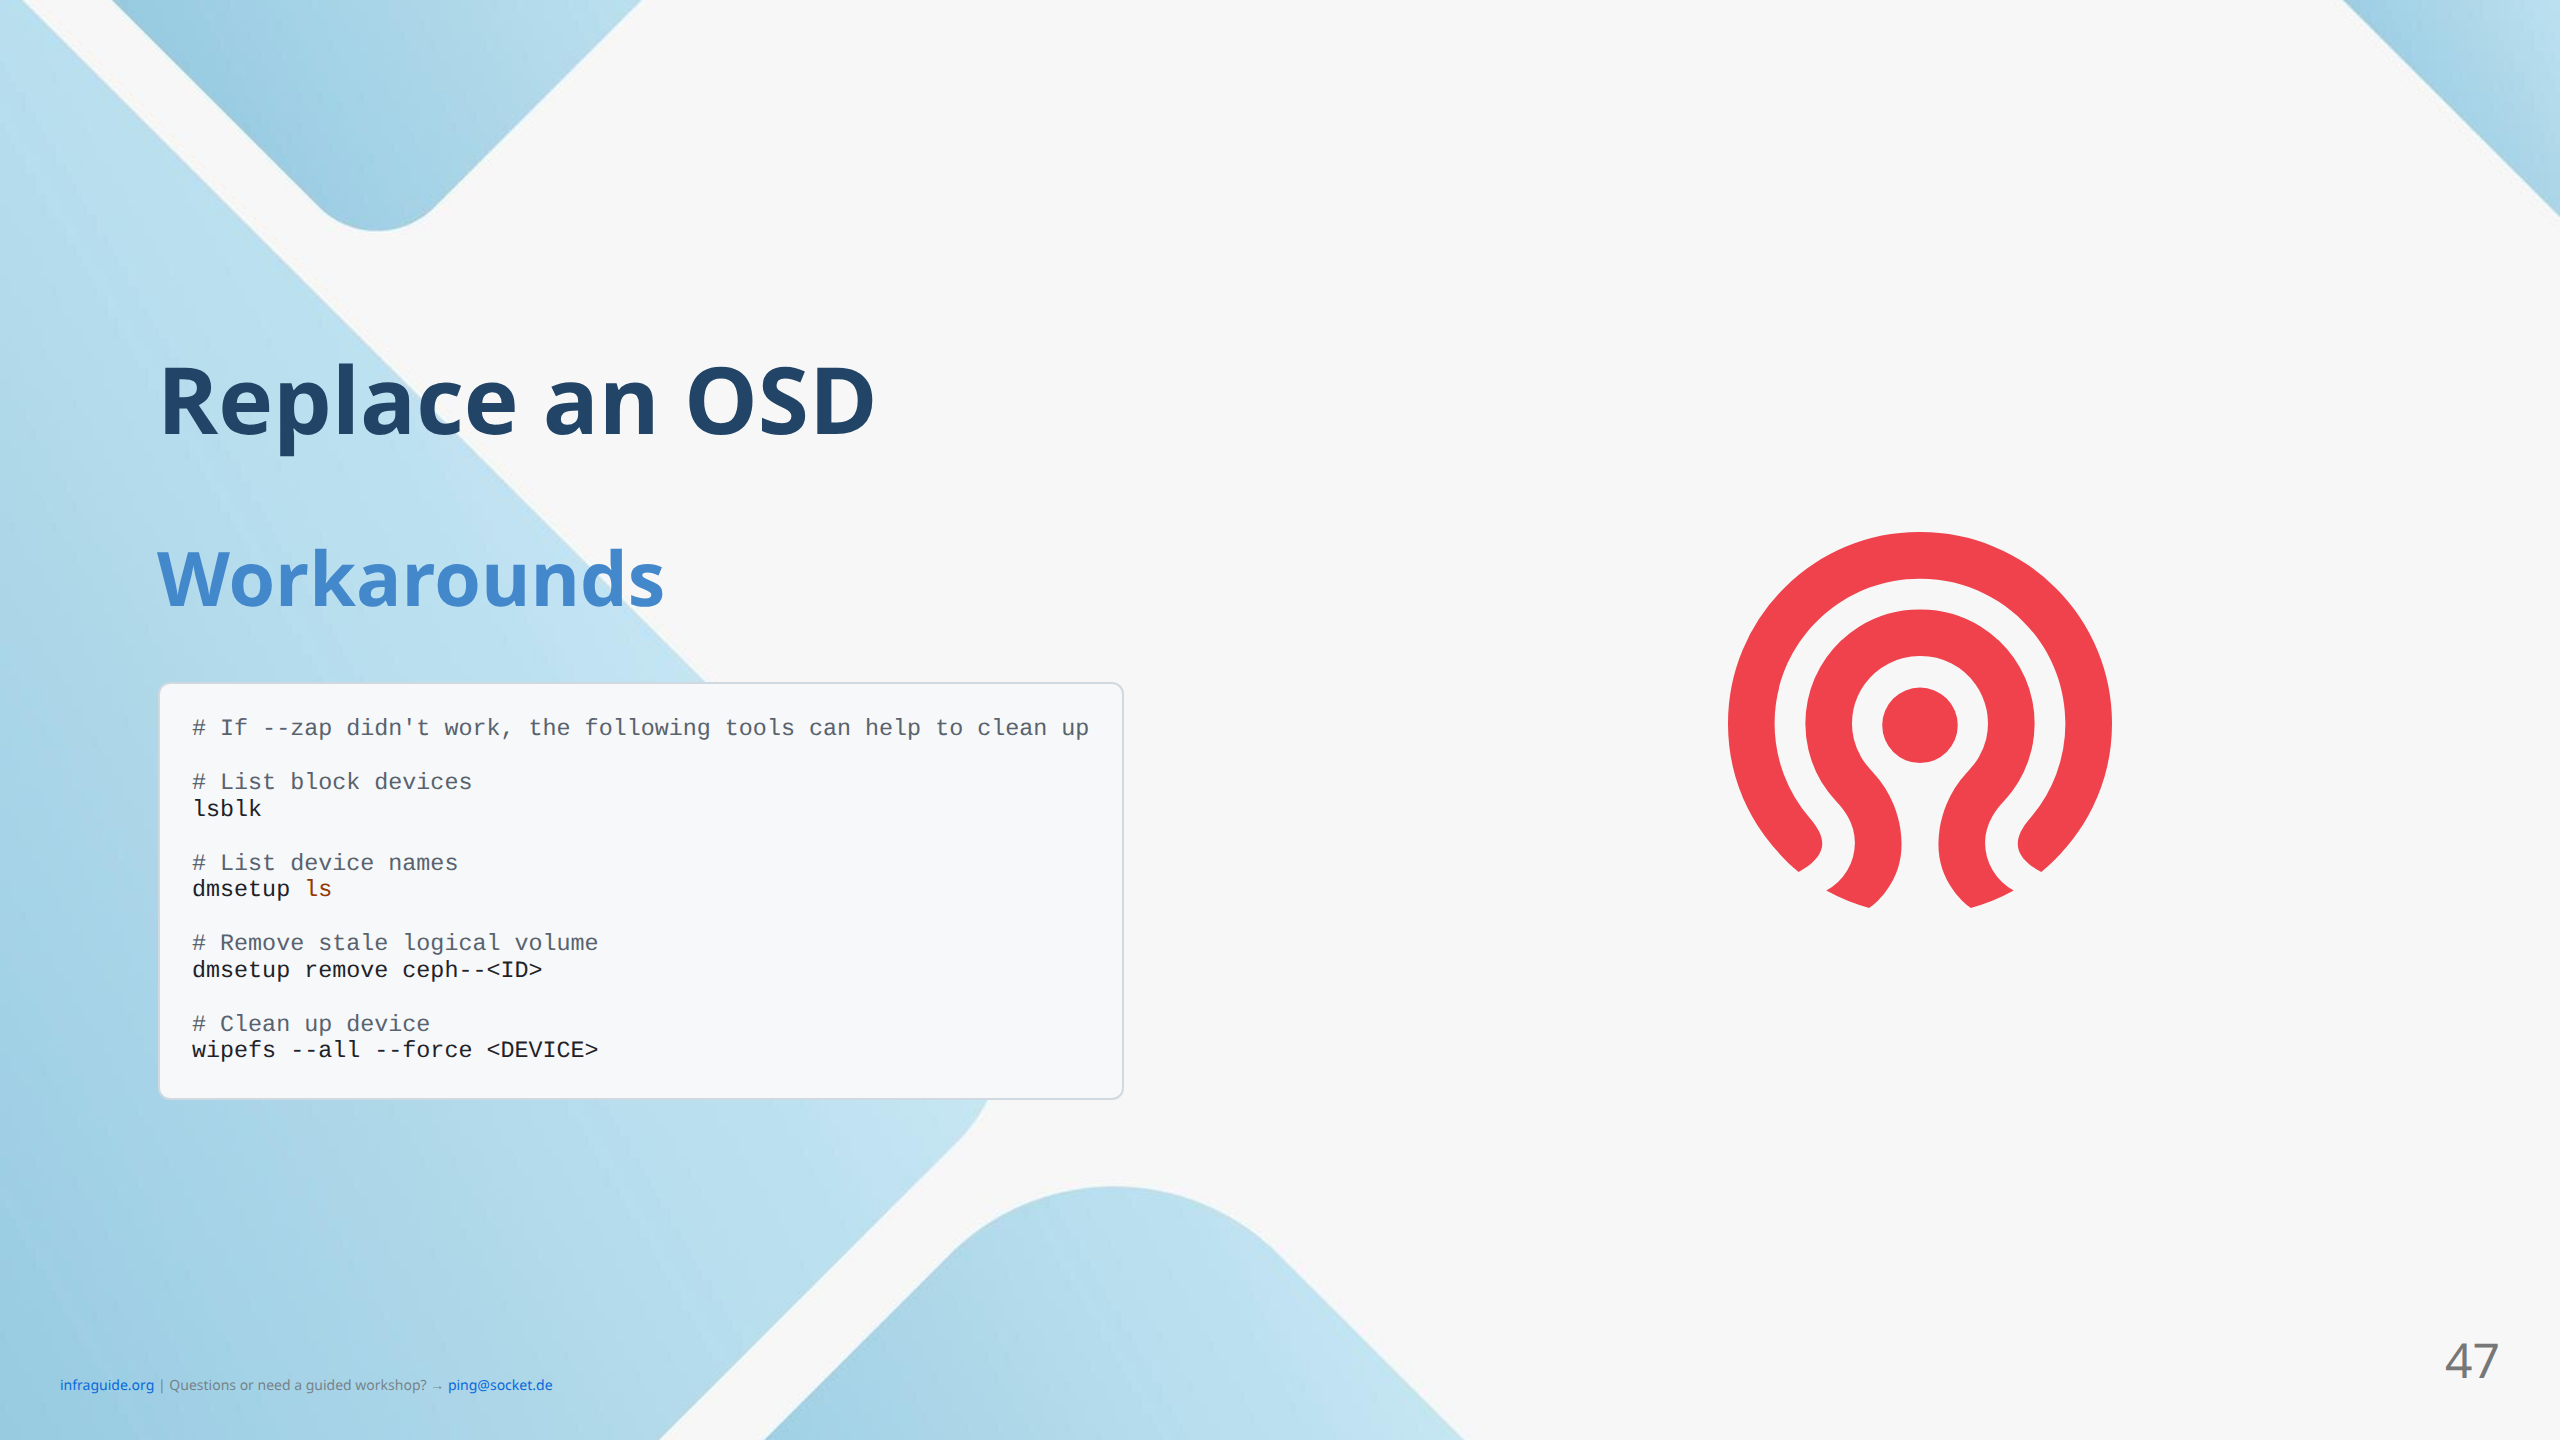 Replace an OSD
Workarounds
# If --zap didn't work, the following tools can help to clean up
# List block devices
lsblk
# List device names
dmsetup ls
# Remove stale logical volume
dmsetup remove ceph--<ID>
# Clean up device
wipefs --all --force <DEVICE>
infraguide.org | Questions or need a guided workshop? → ping@socket.de
47